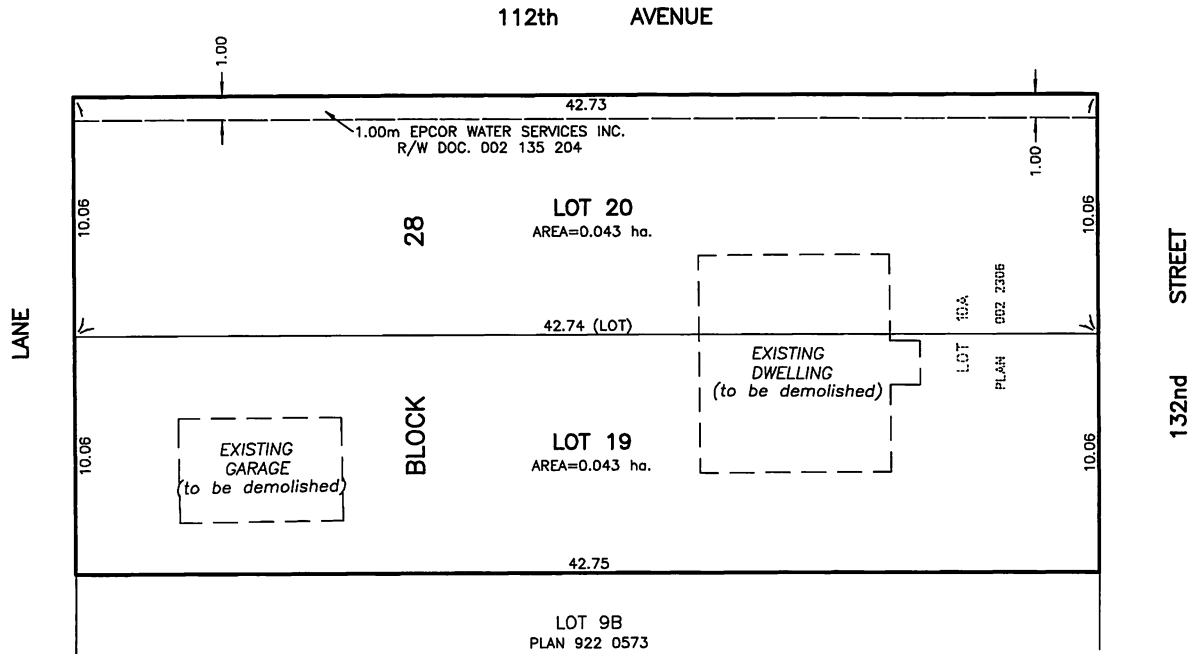 112th AVENUE
1.00
42.73
1.00m EPCOR WATER SERVICES INC.
R/W DOC. 002 135 204
1.00
10.06
28
LOT 20
AREA=0.043 ha.
10.06
LANE
42.74 (LOT)
LOT 10A
PLAN 002 2306
132nd STREET
EXISTING
DWELLING
(to be demolished)
10.06
EXISTING
GARAGE
(to be demolished)
BLOCK
LOT 19
AREA=0.043 ha.
10.06
42.75
LOT 9B
PLAN 922 0573